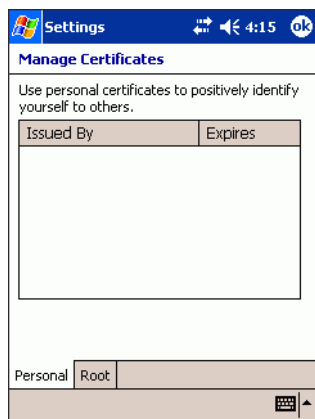 Settings 4:15 ok
Manage Certificates
Use personal certificates to positively identify
yourself to others.
Issued By Expires
Personal Root